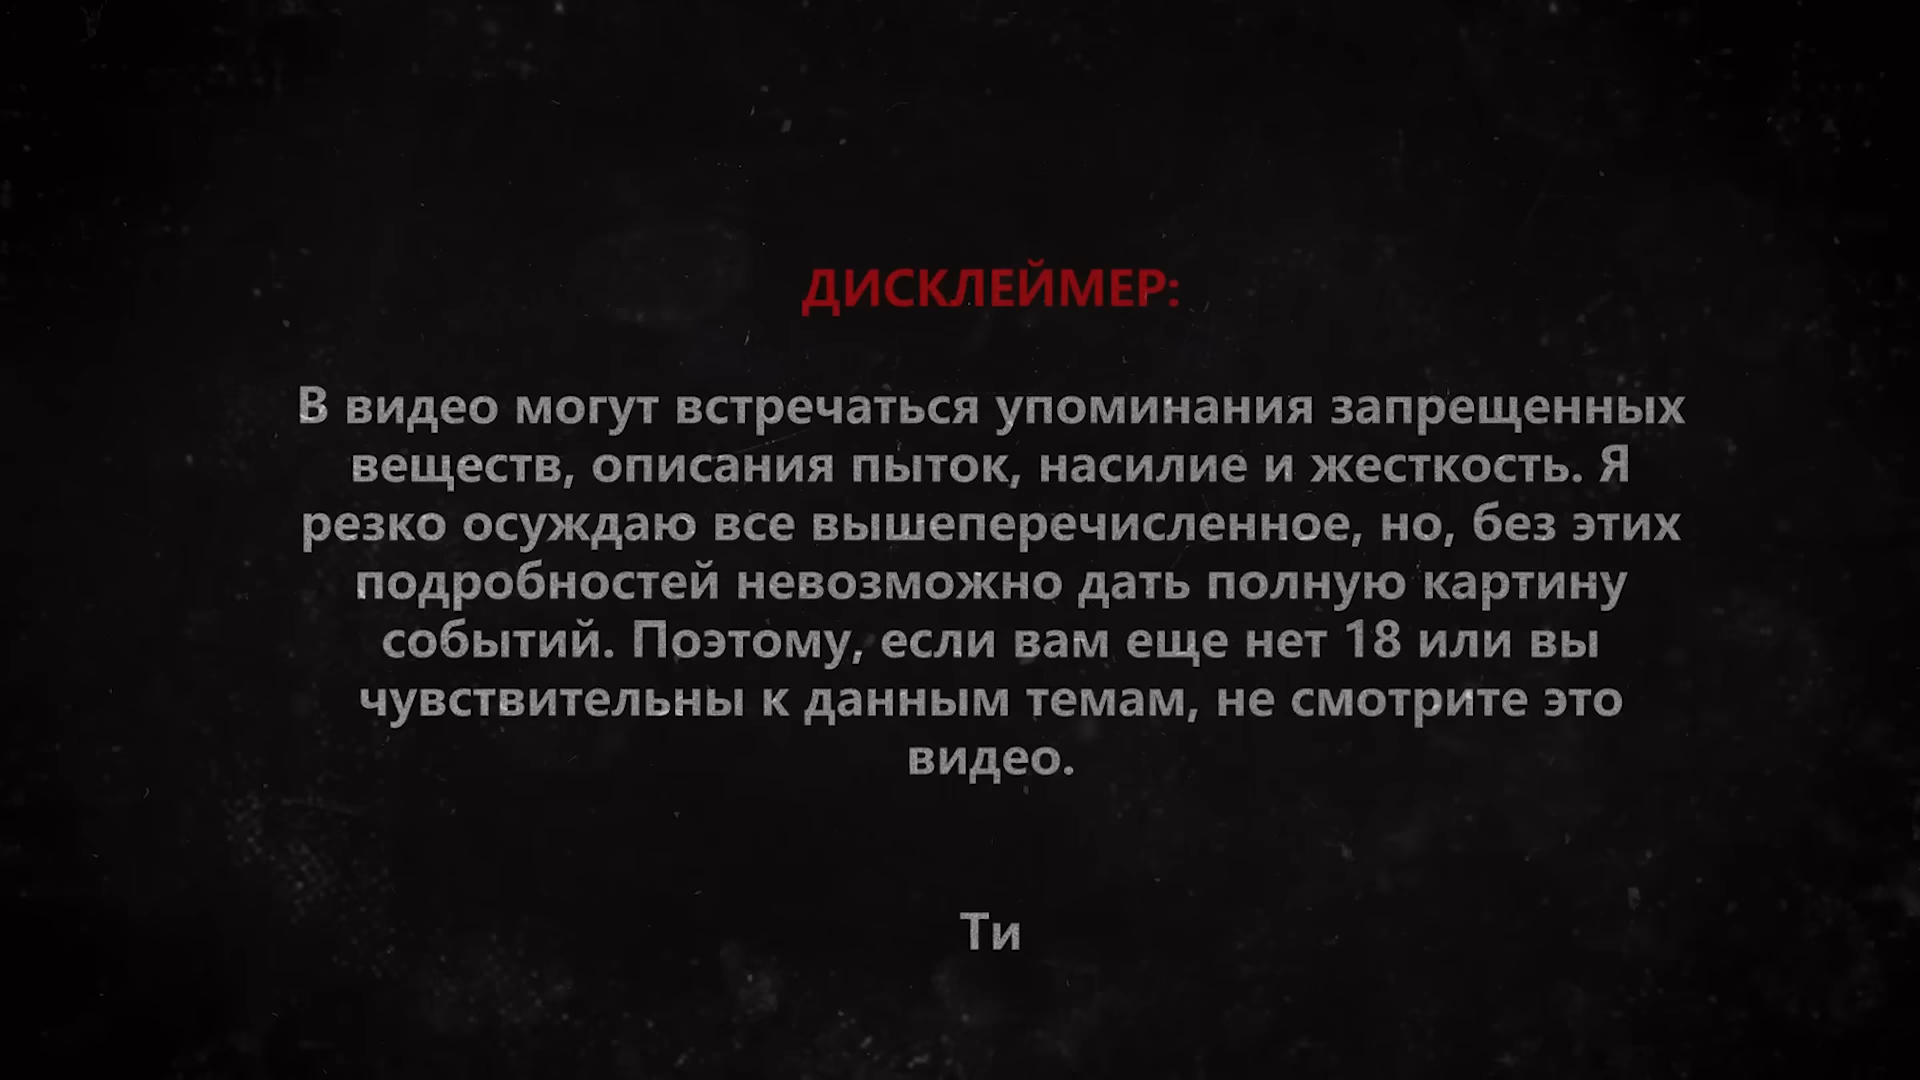 ДИСКЛЕЙМЕР:
В видео могут встречаться упоминания запрещенных
веществ, описания пыток, насилие и жесткость. Я
резко осуждаю все вышеперечисленное, но, без этих
подробностей невозможно дать полную картину
событий. Поэтому, если вам еще нет 18 или вы
чувствительны к данным темам, не смотрите это
видео.
Ти